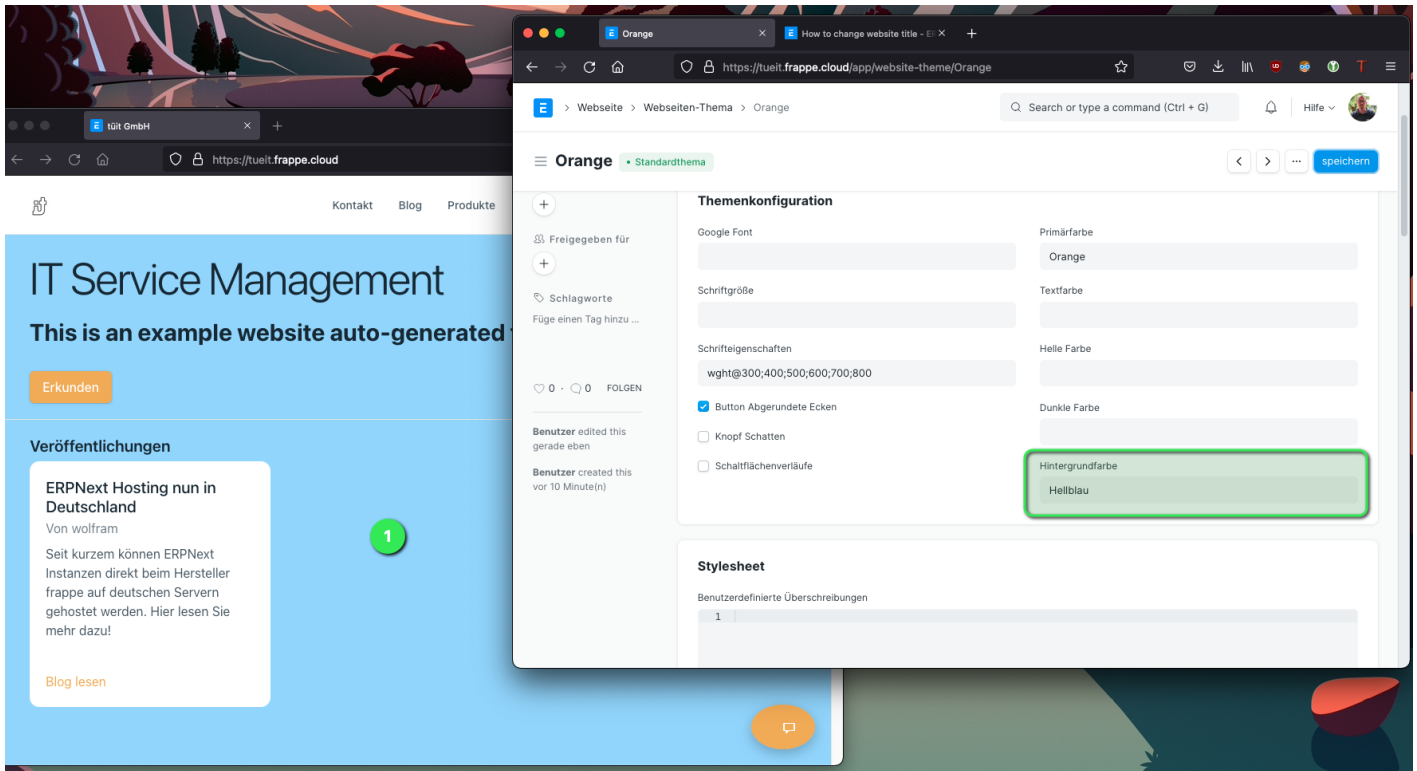 tüit GmbH
https://tueit.frappe.cloud
Kontakt Blog Produkte
IT Service Management
This is an example website auto-generated
Erkunden
Veröffentlichungen
ERPNext Hosting nun in
Deutschland
Von wolfram
Seit kurzem können ERPNext
Instanzen direkt beim Hersteller
frappe auf deutschen Servern
gehostet werden. Hier lesen Sie
mehr dazu!
Blog lesen
1
Orange
How to change website title - E
https://tueit.frappe.cloud/app/website-theme/Orange
E > Webseite > Webseiten-Thema > Orange
Search or type a command (Ctrl + G)
Hilfe
Orange
• Standardthema
speichern
Freigegeben für
Schlagworte
Füge einen Tag hinzu ...
0 · 0 FOLGEN
Benutzer edited this
gerade eben
Benutzer created this
vor 10 Minute(n)
Themenkonfiguration
Google Font
Schriftgröße
Schrifteigenschaften
wght@300;400;500;600;700;800
Button Abgerundete Ecken
Knopf Schatten
Schaltflächenverläufe
Primärfarbe
Orange
Textfarbe
Helle Farbe
Dunkle Farbe
Hintergrundfarbe
Hellblau
Stylesheet
Benutzerdefinierte Überschreibungen
1